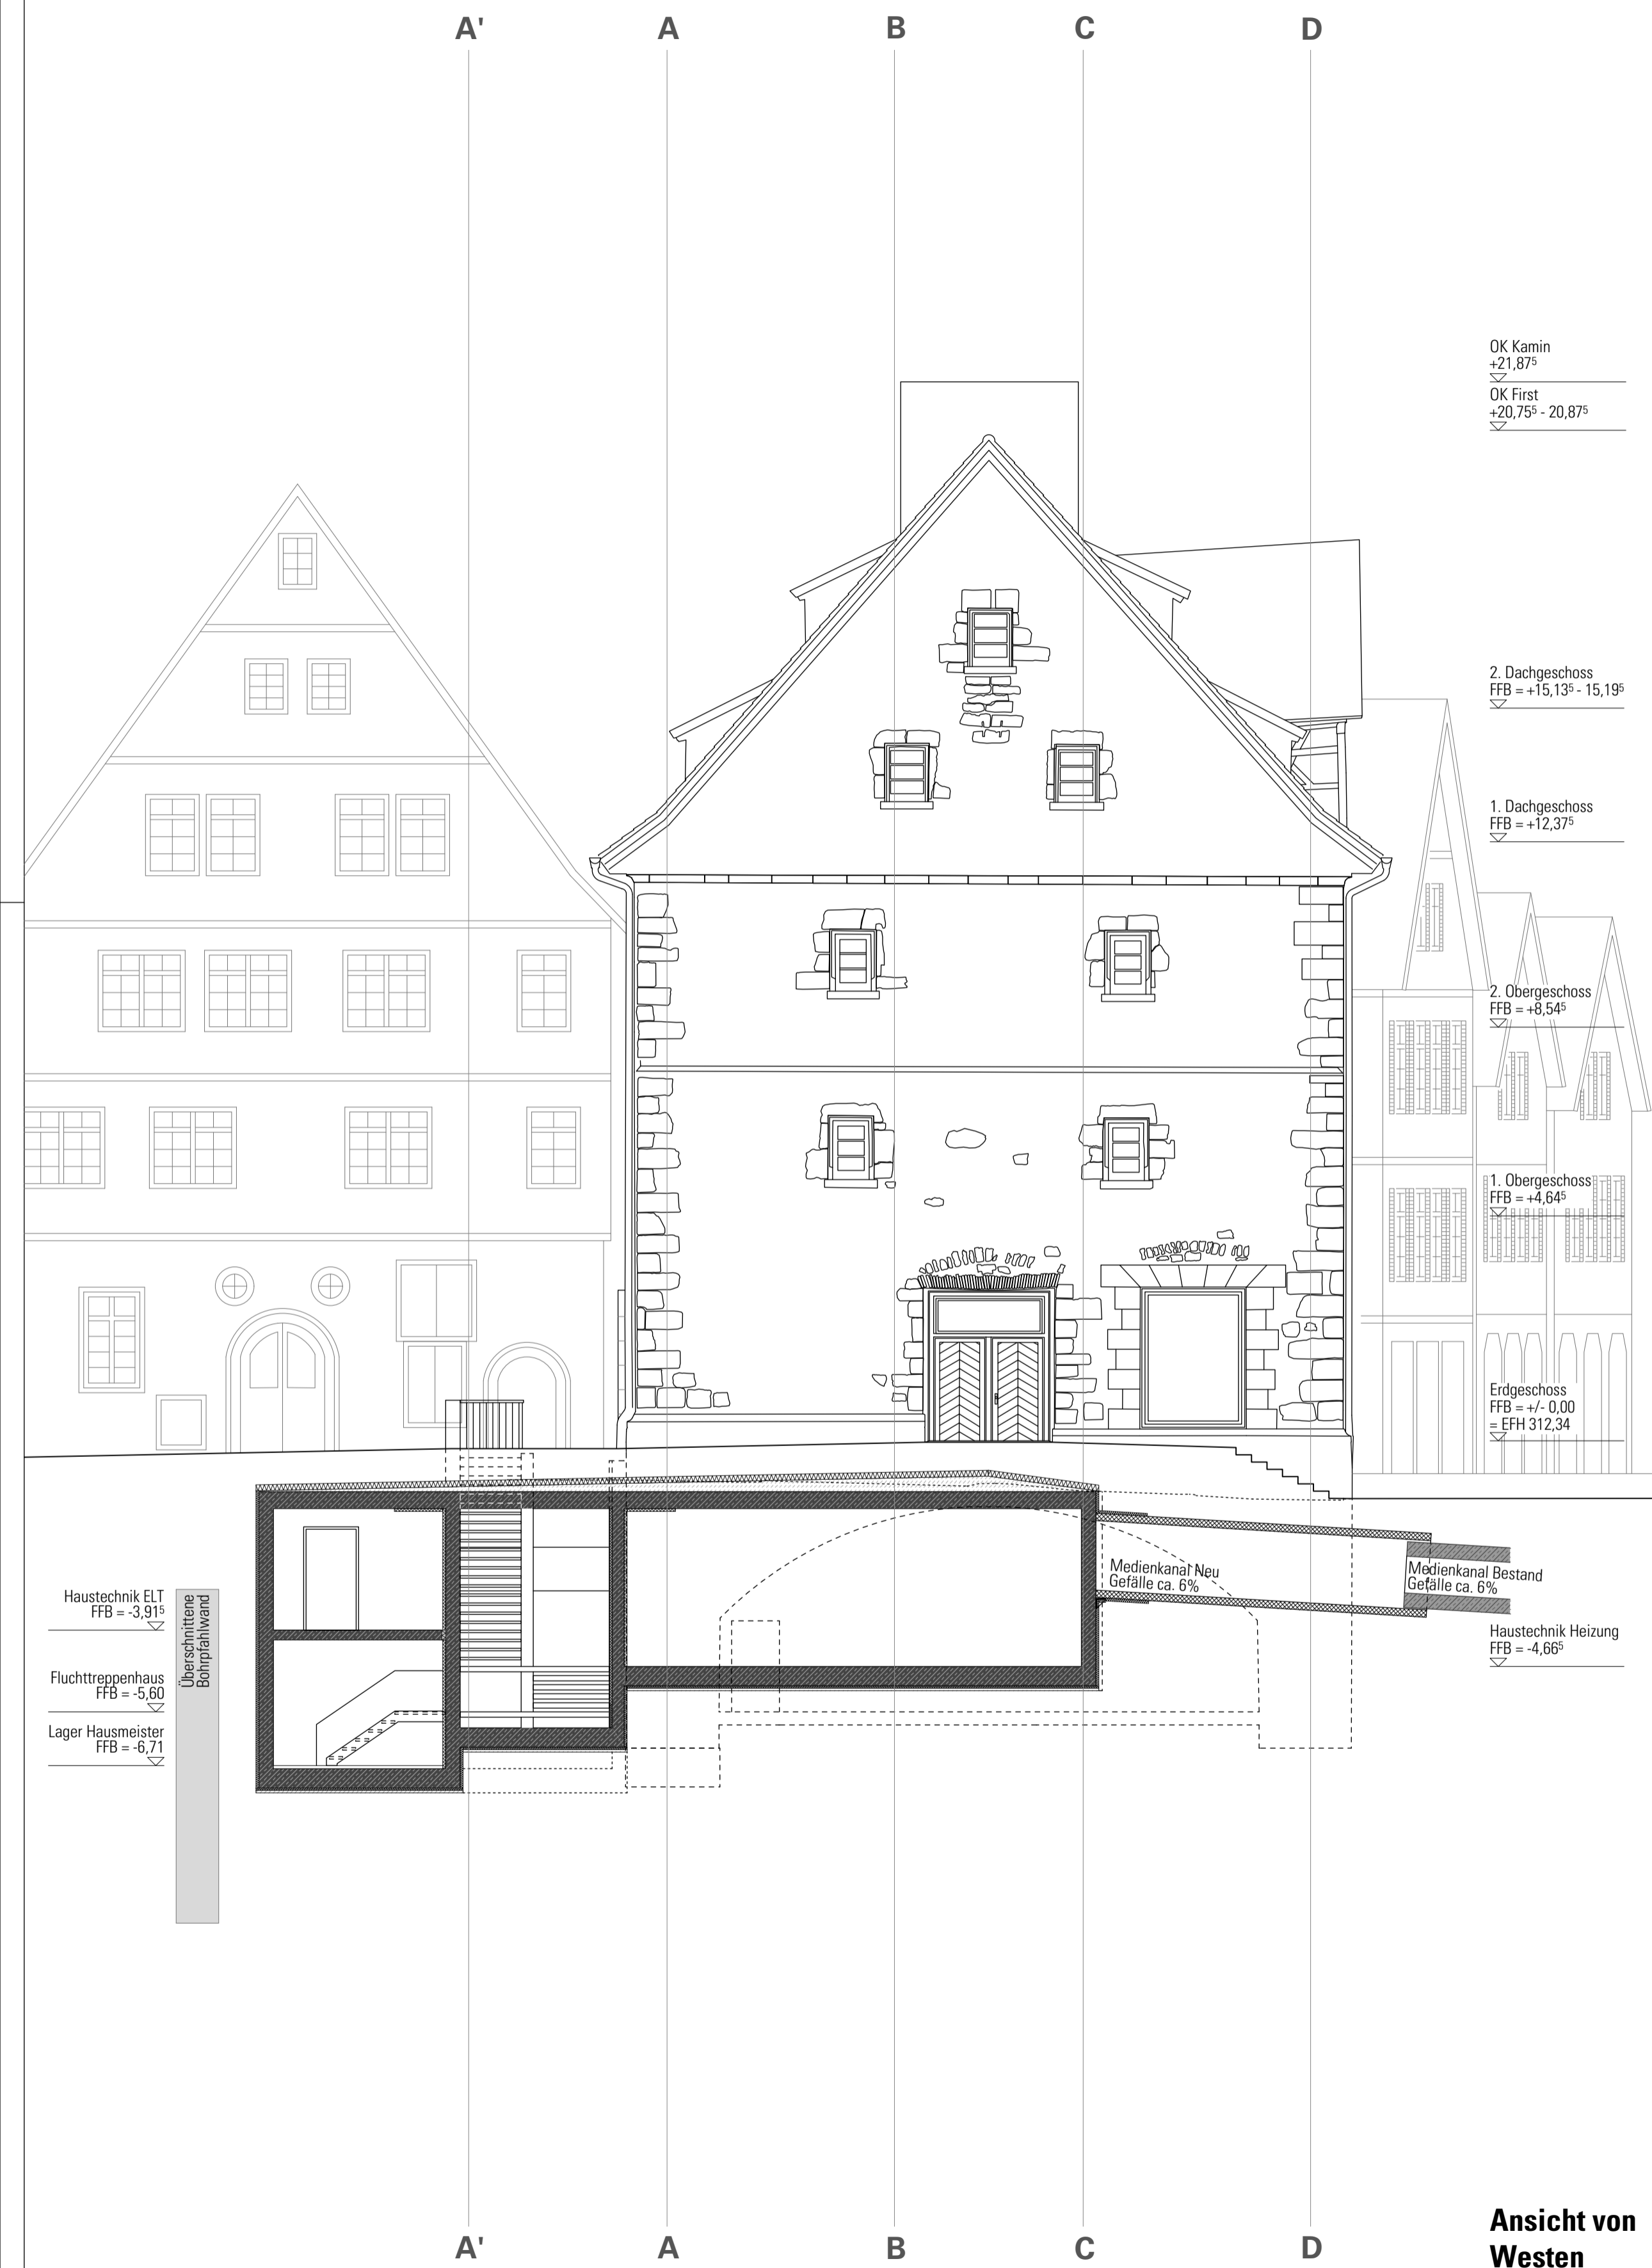 A' A B C D
OK Kamin
+21,87⁵
OK First
+20,75⁵ - 20,87⁵
2. Dachgeschoss
FFB = +15,13⁵ - 15,19⁵
1. Dachgeschoss
FFB = +12,37⁵
2. Obergeschoss
FFB = +8,54⁵
1. Obergeschoss
FFB = +4,64⁵
Erdgeschoss
FFB = +/- 0,00
= EFH 312,34
Medienkanal Neu
Gefälle ca. 6%
Medienkanal Bestand
Gefälle ca. 6%
Haustechnik ELT
FFB = -3,91⁵
Überschnittene
Bohrpfahlwand
Haustechnik Heizung
FFB = -4,66⁵
Fluchttreppenhaus
FFB = -5,60
Lager Hausmeister
FFB = -6,71
A' A B C D
Ansicht von
Westen